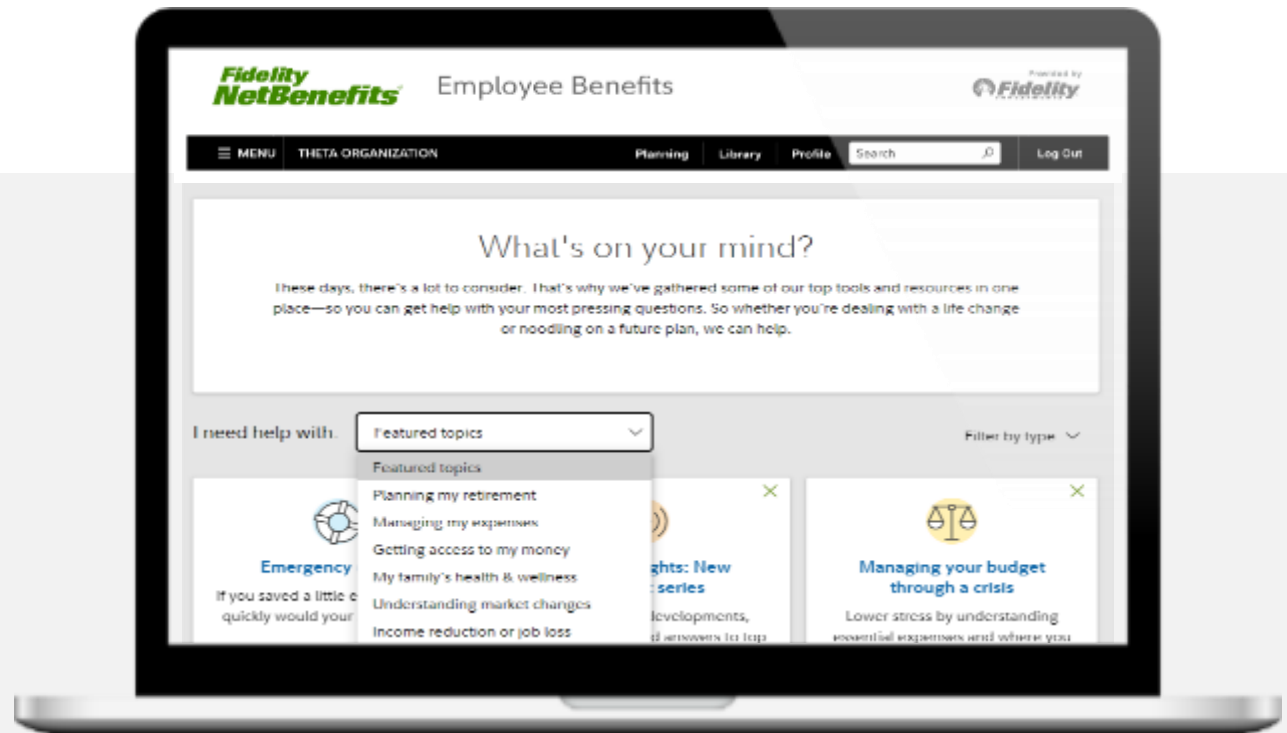 Fidelity
NetBenefits®
Employee Benefits
Provided by
Fidelity
INVESTMENTS
MENU
THETA ORGANIZATION
Planning
Library
Profile
Search
Log Out
What's on your mind?
These days, there's a lot to consider. That's why we've gathered some of our top tools and resources in one
place—so you can get help with your most pressing questions. So whether you're dealing with a life change
or noodling on a future plan, we can help.
I need help with.
Featured topics
Filter by type
Featured topics
Planning my retirement
Managing my expenses
Getting access to my money
My family's health & wellness
Understanding market changes
Income reduction or job loss
Emergency
If you saved a little e
quickly would your
ghts: New
series
developments,
d answers to top
Managing your budget
through a crisis
Lower stress by understanding
essential expenses and where you